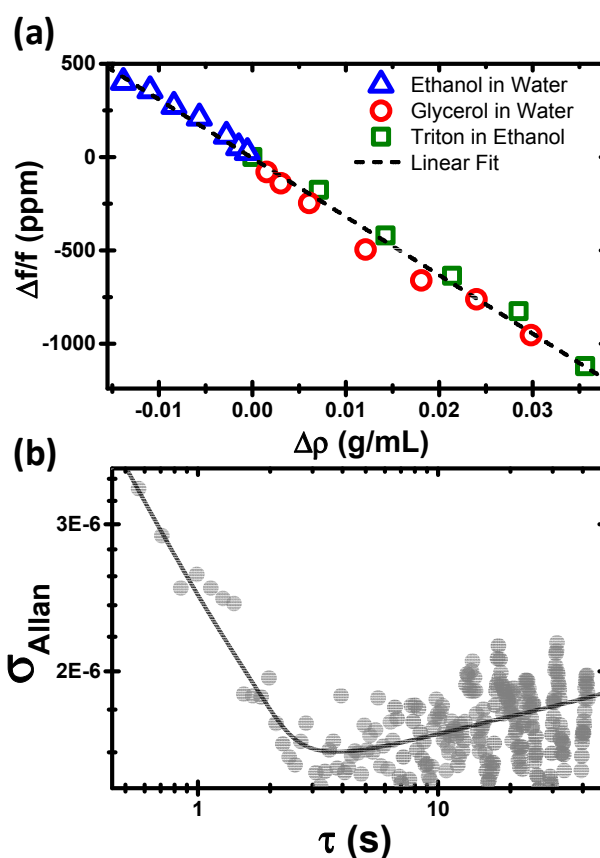 (a)
500
0
-500
-1000
Δf/f (ppm)
Ethanol in Water
Glycerol in Water
Triton in Ethanol
Linear Fit
-0.01 0.00 0.01 0.02 0.03
Δρ (g/mL)
(b)
3E-6
2E-6
σAllan
1 10
τ (s)